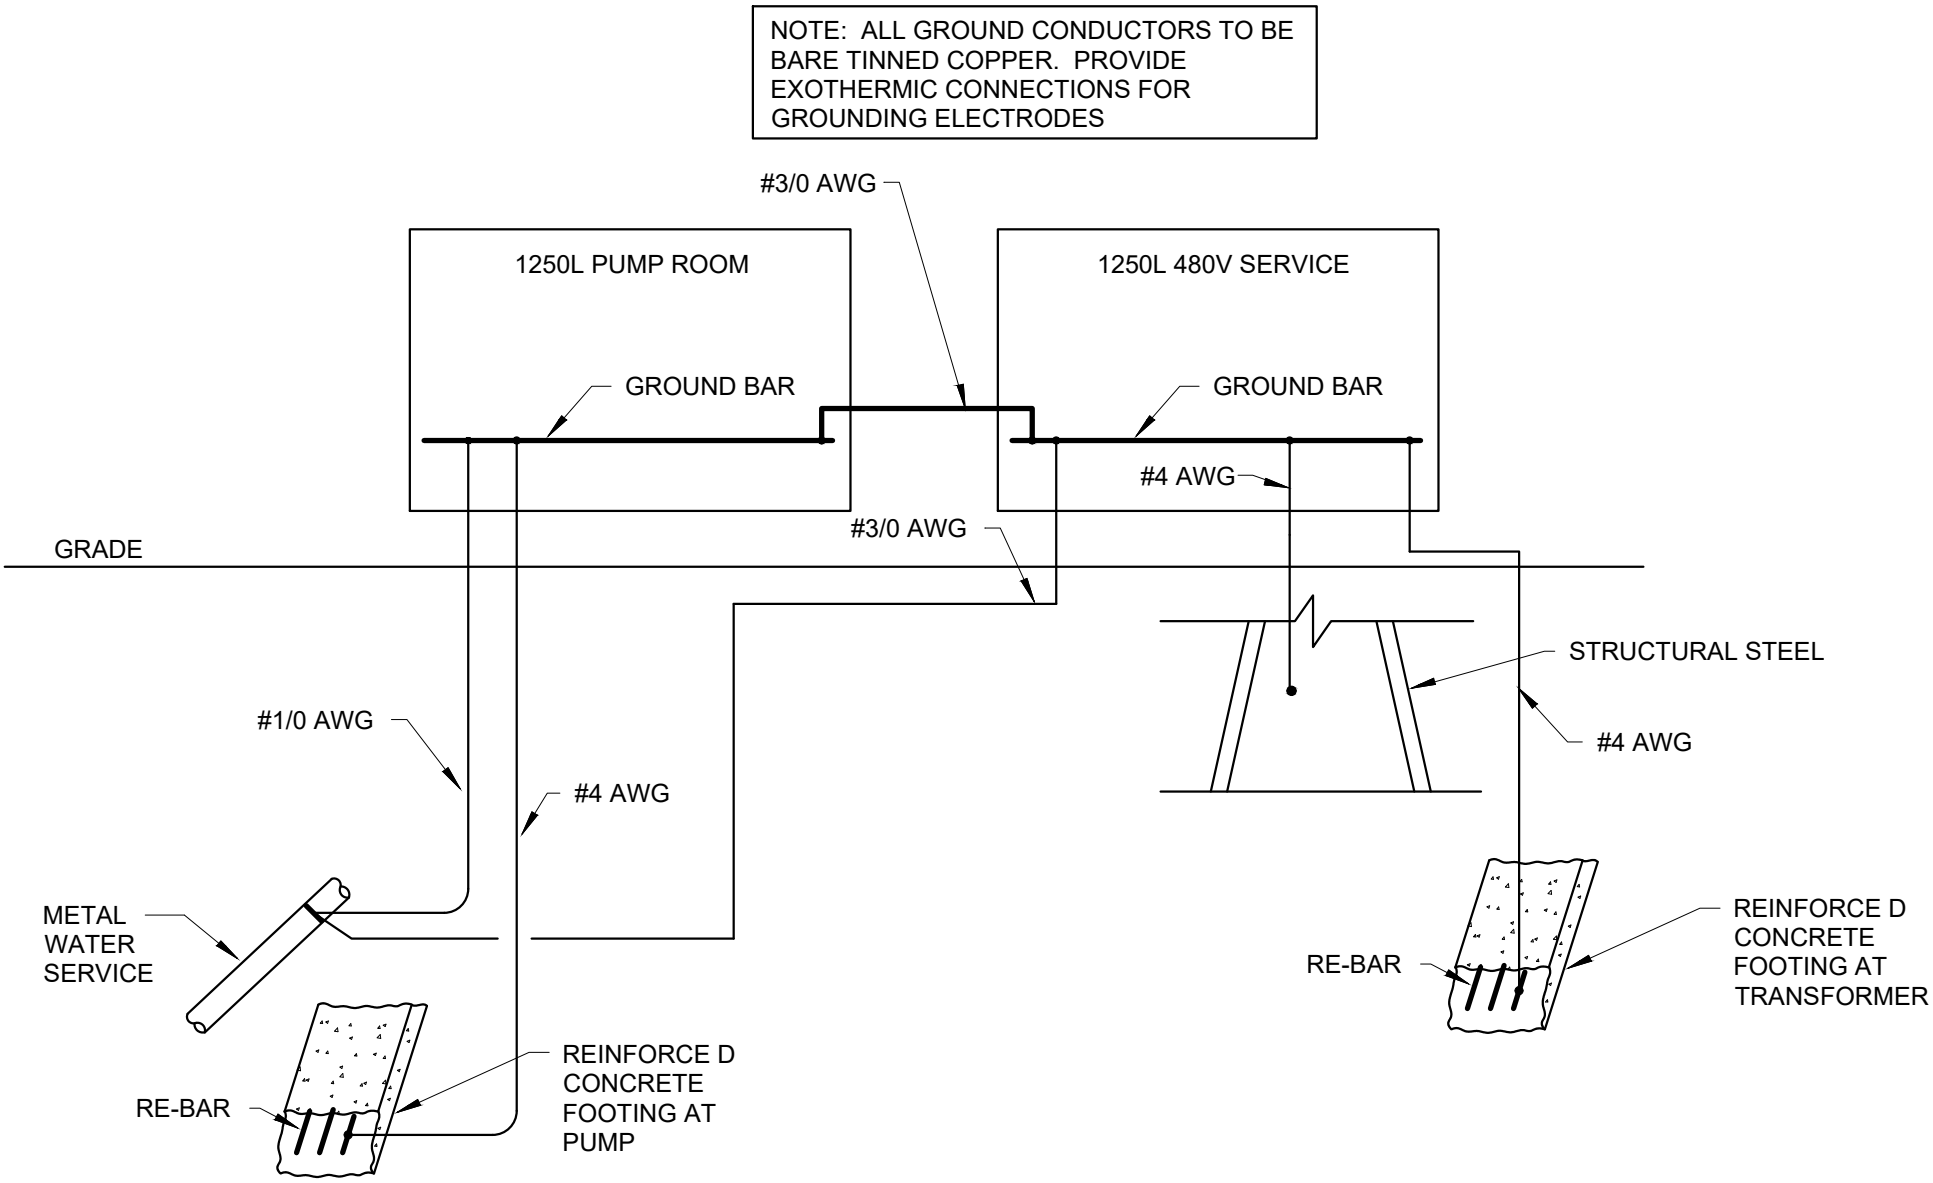 NOTE: ALL GROUND CONDUCTORS TO BE
BARE TINNED COPPER. PROVIDE
EXOTHERMIC CONNECTIONS FOR
GROUNDING ELECTRODES
#3/0 AWG
1250L PUMP ROOM
1250L 480V SERVICE
GROUND BAR
GROUND BAR
#4 AWG
#3/0 AWG
GRADE
STRUCTURAL STEEL
#1/0 AWG
#4 AWG
#4 AWG
METAL
WATER
SERVICE
REINFORCE D
CONCRETE
FOOTING AT
TRANSFORMER
RE-BAR
REINFORCE D
CONCRETE
FOOTING AT
PUMP
RE-BAR